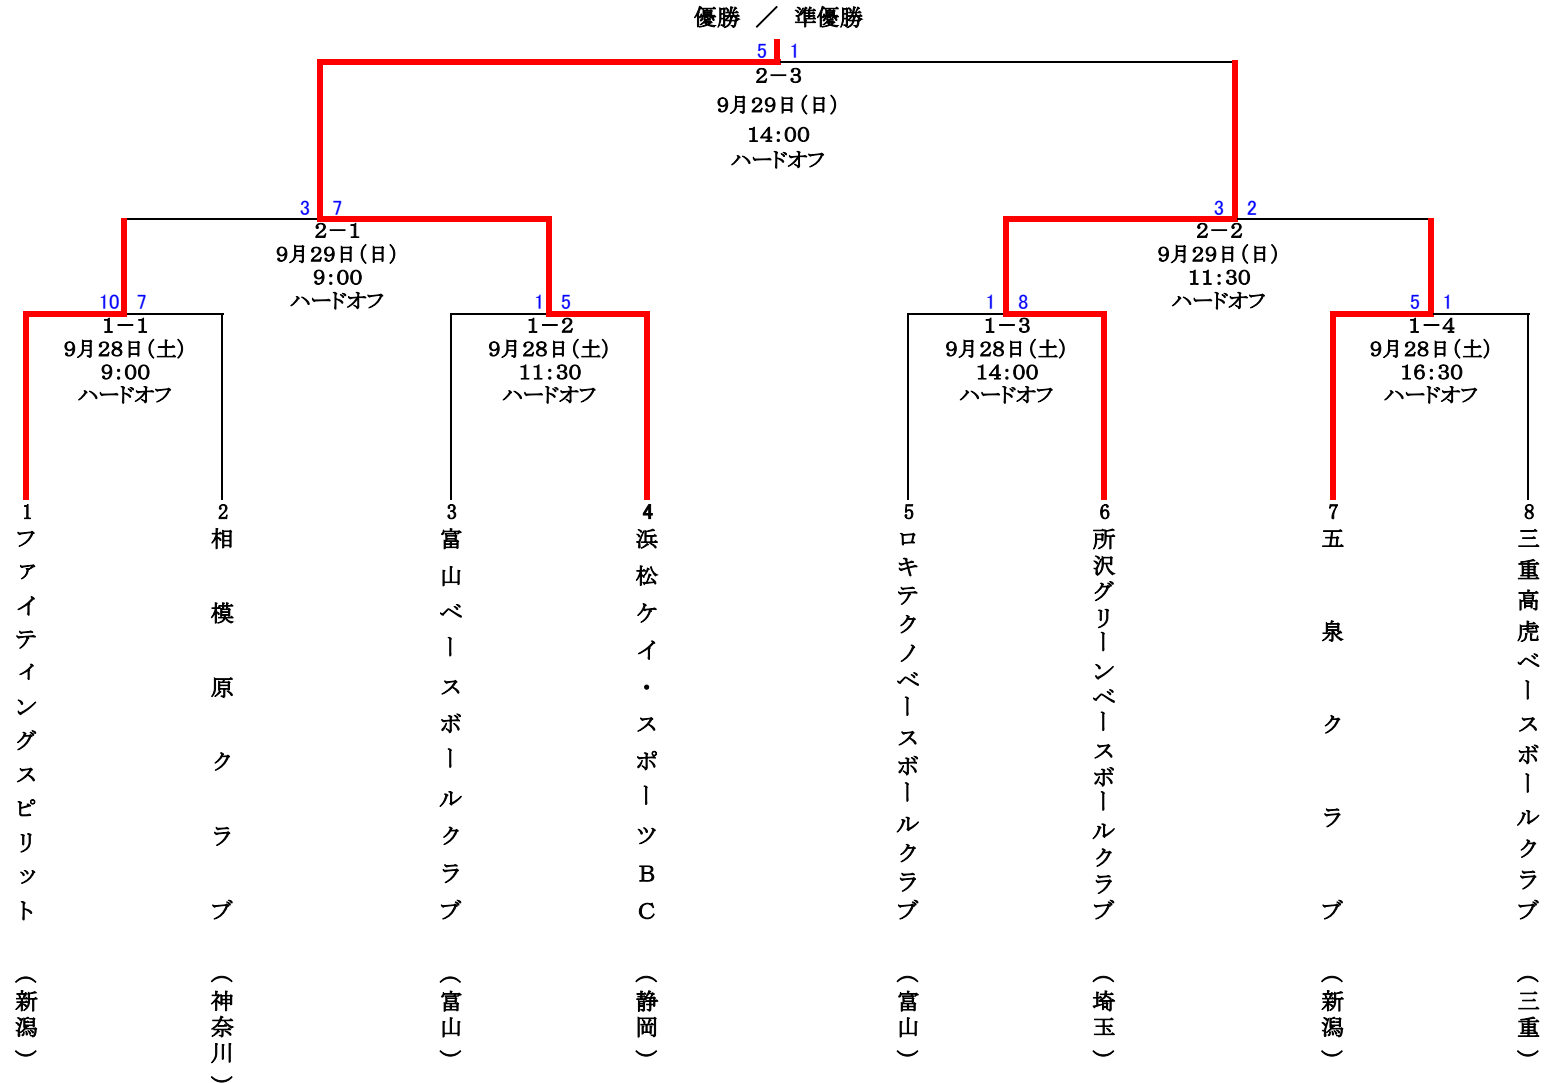 優勝 ／ 準優勝
5 1
2－3
9月29日（日）
14:00
ハードオフ
3 7
2－1
9月29日（日）
9:00
ハードオフ
3 2
2－2
9月29日（日）
11:30
ハードオフ
10 7
1－1
9月28日（土）
9:00
ハードオフ
1 5
1－2
9月28日（土）
11:30
ハードオフ
1 8
1－3
9月28日（土）
14:00
ハードオフ
5 1
1－4
9月28日（土）
16:30
ハードオフ
1
ファイティングスピリット（新潟）
2
相模原クラブ（神奈川）
3
富山ベースボールクラブ（富山）
4
浜松ケイ・スポーツBC（静岡）
5
ロキテクノベースボールクラブ（富山）
6
所沢グリーンベースボールクラブ（埼玉）
7
五泉クラブ（新潟）
8
三重高虎ベースボールクラブ（三重）